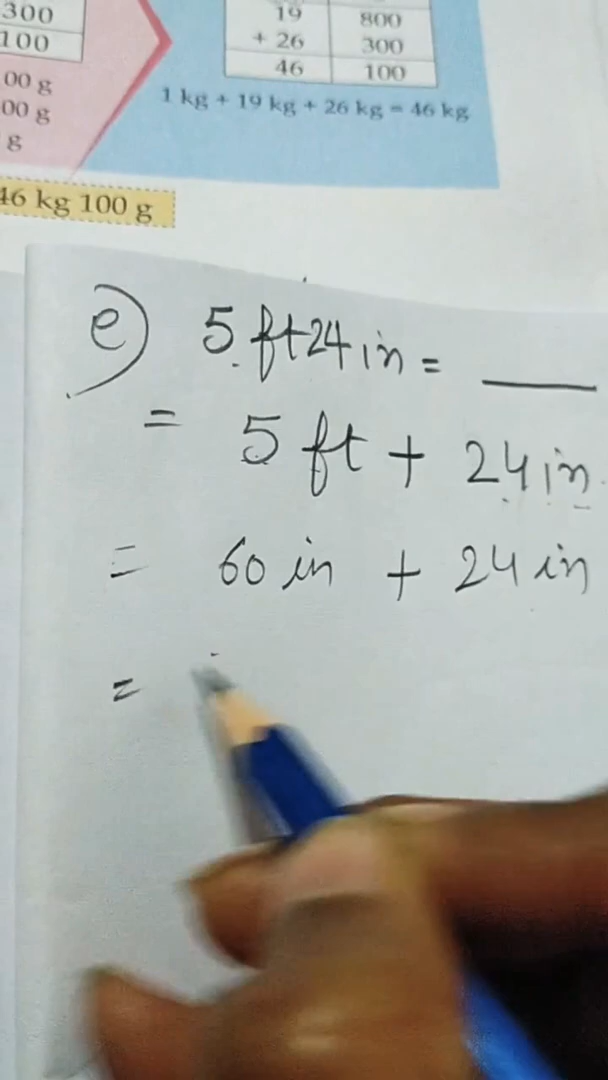 300
100
00 g
00 g
g
19 800
+ 26 300
46 100
1 kg + 19 kg + 26 kg = 46 kg
46 kg 100 g
e) 5 ft 24 in = ___
= 5 ft + 24 in
= 60 in + 24 in
=